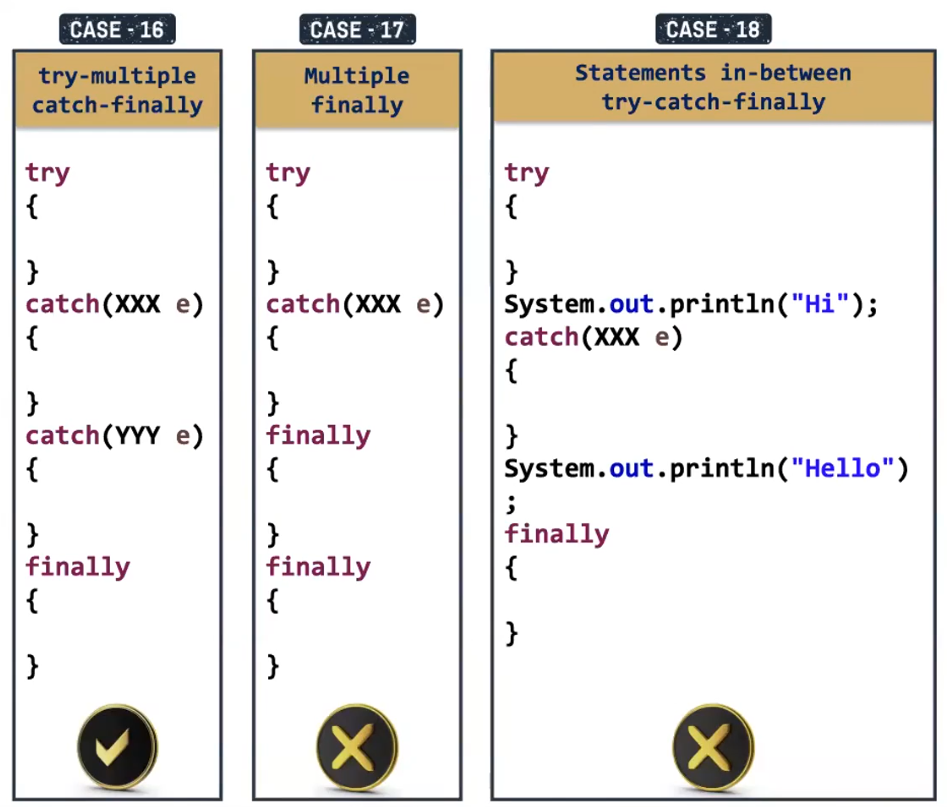 CASE - 16
try-multiple
catch-finally
try
{
}
catch(XXX e)
{
}
catch(YYY e)
{
}
finally
{
}
CASE - 17
Multiple
finally
try
{
}
catch(XXX e)
{
}
finally
{
}
finally
{
}
CASE - 18
Statements in-between
try-catch-finally
try
{
}
System.out.println("Hi");
catch(XXX e)
{
}
System.out.println("Hello")
;
finally
{
}